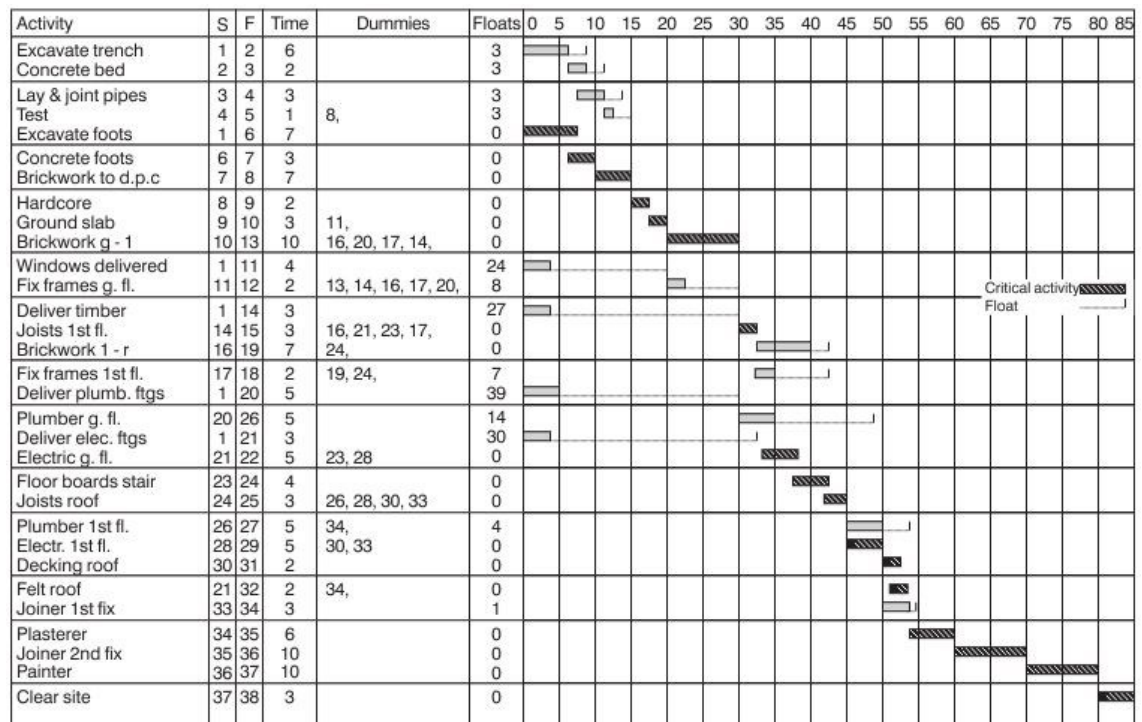 Activity S F Time Dummies Floats 0 5 10 15 20 25 30 35 40 45 50 55 60 65 70 75 80 85
Excavate trench 1 2 6 3
Concrete bed 2 3 2 3
Lay & joint pipes 3 4 3 3
Test 4 5 1 8, 3
Excavate foots 1 6 7 0
Concrete foots 6 7 3 0
Brickwork to d.p.c 7 8 7 0
Hardcore 8 9 2 0
Ground slab 9 10 3 11, 0
Brickwork g - 1 10 13 10 16, 20, 17, 14, 0
Windows delivered 1 11 4 24
Fix frames g. fl. 11 12 2 13, 14, 16, 17, 20, 8
Critical activity
Float
Deliver timber 1 14 3 27
Joists 1st fl. 14 15 3 16, 21, 23, 17, 0
Brickwork 1 - r 16 19 7 24, 0
Fix frames 1st fl. 17 18 2 19, 24, 7
Deliver plumb. ftgs 1 20 5 39
Plumber g. fl. 20 26 5 14
Deliver elec. ftgs 1 21 3 30
Electric g. fl. 21 22 5 23, 28 0
Floor boards stair 23 24 4 0
Joists roof 24 25 3 26, 28, 30, 33 0
Plumber 1st fl. 26 27 5 34, 4
Electr. 1st fl. 28 29 5 30, 33 0
Decking roof 30 31 2 0
Felt roof 21 32 2 34, 0
Joiner 1st fix 33 34 3 1
Plasterer 34 35 6 0
Joiner 2nd fix 35 36 10 0
Painter 36 37 10 0
Clear site 37 38 3 0